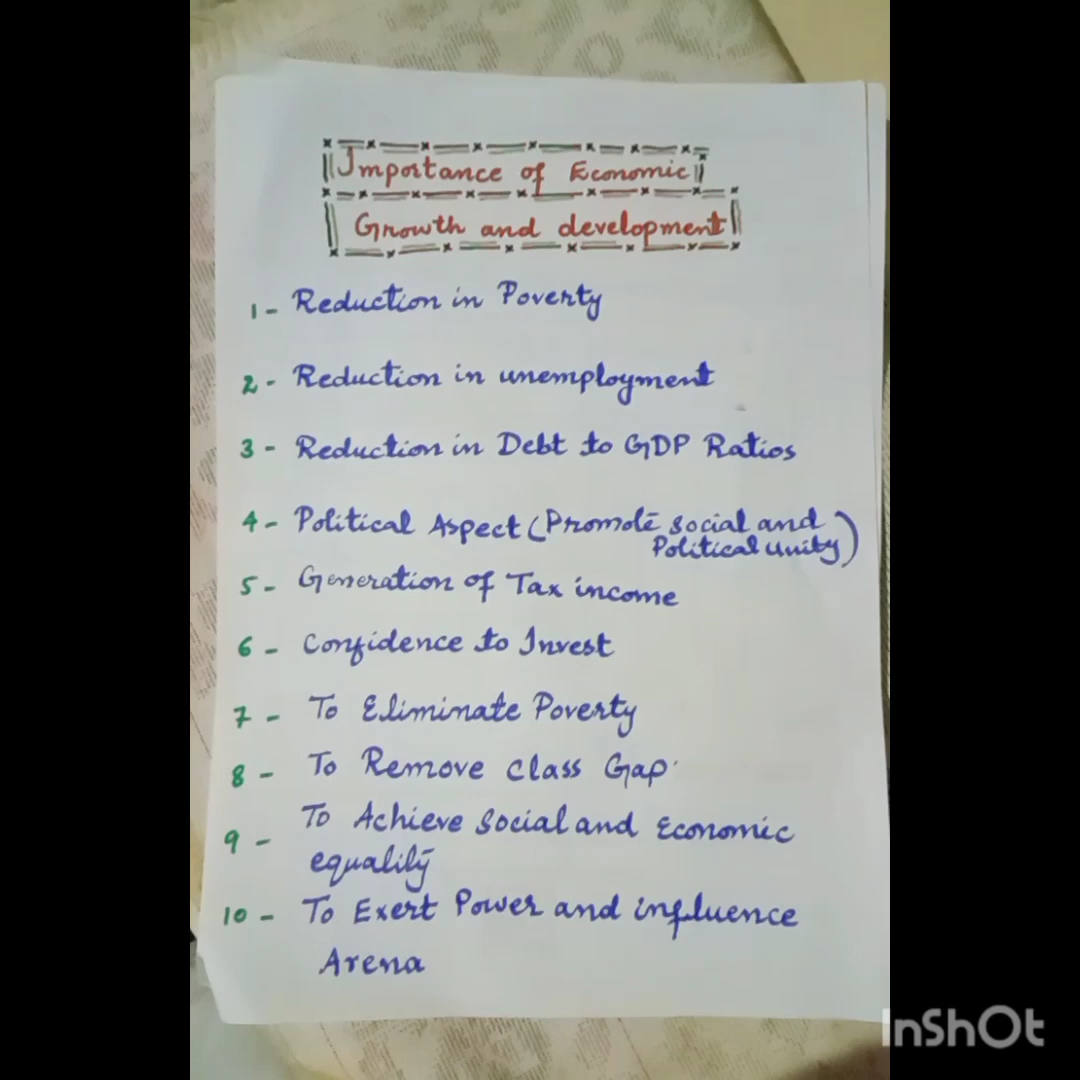 Importance of Economic
Growth and development
1- Reduction in Poverty
2- Reduction in unemployment
3- Reduction in Debt to GDP Ratios
4- Political Aspect (Promote social and
Political unity)
5- Generation of Tax income
6- Confidence to Invest
7- To Eliminate Poverty
8- To Remove class Gap
9- To Achieve social and Economic
equality
10- To Exert Power and influence
Arena
InShOt